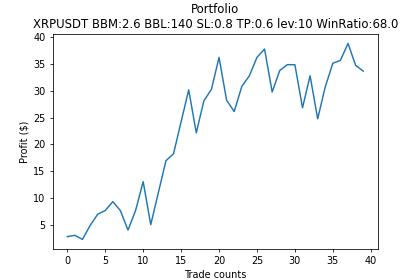 Portfolio
XRPUSDT BBM:2.6 BBL:140 SL:0.8 TP:0.6 lev:10 WinRatio:68.0
Profit ($)
40
35
30
25
20
15
10
5
0 5 10 15 20 25 30 35 40
Trade counts